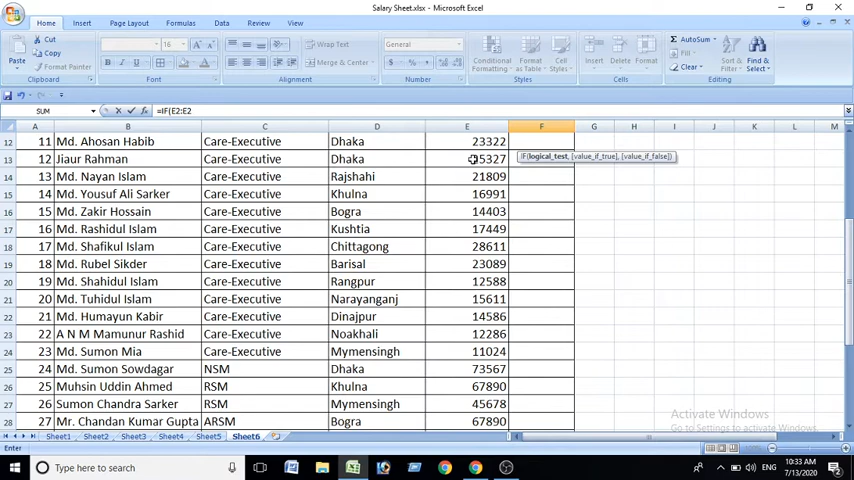 Salary Sheet.xlsx - Microsoft Excel
Home Insert Page Layout Formulas Data Review View
Paste Cut Copy Clipboard
16 A A B I U A Font
Wrap Text Merge & Center Alignment
General $ % , Number
Conditional Formatting Format as Table Cell Styles Styles
Insert Delete Format Cells
Σ AutoSum Fill Clear Sort & Filter Find & Select Editing
SUM fx =IF(E2:E2
A B C D E F G H I J K L M
12 11 Md. Ahosan Habib Care-Executive Dhaka 23322
13 12 Jiaur Rahman Care-Executive Dhaka 15327 IF(logical_test, [value_if_true], [value_if_false])
14 13 Md. Nayan Islam Care-Executive Rajshahi 21809
15 14 Md. Yousuf Ali Sarker Care-Executive Khulna 16991
16 15 Md. Zakir Hossain Care-Executive Bogra 14403
17 16 Md. Rashidul Islam Care-Executive Kushtia 17449
18 17 Md. Shafikul Islam Care-Executive Chittagong 28611
19 18 Md. Rubel Sikder Care-Executive Barisal 23089
20 19 Md. Shahidul Islam Care-Executive Rangpur 12588
21 20 Md. Tuhidul Islam Care-Executive Narayanganj 15611
22 21 Md. Humayun Kabir Care-Executive Dinajpur 14586
23 22 A N M Mamunur Rashid Care-Executive Noakhali 12286
24 23 Md. Sumon Mia Care-Executive Mymensingh 11024
25 24 Md. Sumon Sowdagar NSM Dhaka 73567
26 25 Muhsin Uddin Ahmed RSM Khulna 67890
27 26 Sumon Chandra Sarker RSM Mymensingh 45678
28 27 Mr. Chandan Kumar Gupta ARSM Bogra 67890
Activate Windows
Go to Settings to activate Windows.
Sheet1 Sheet2 Sheet3 Sheet4 Sheet5 Sheet6
Enter 100%
Type here to search
ENG 10:33 AM 7/13/2020 2